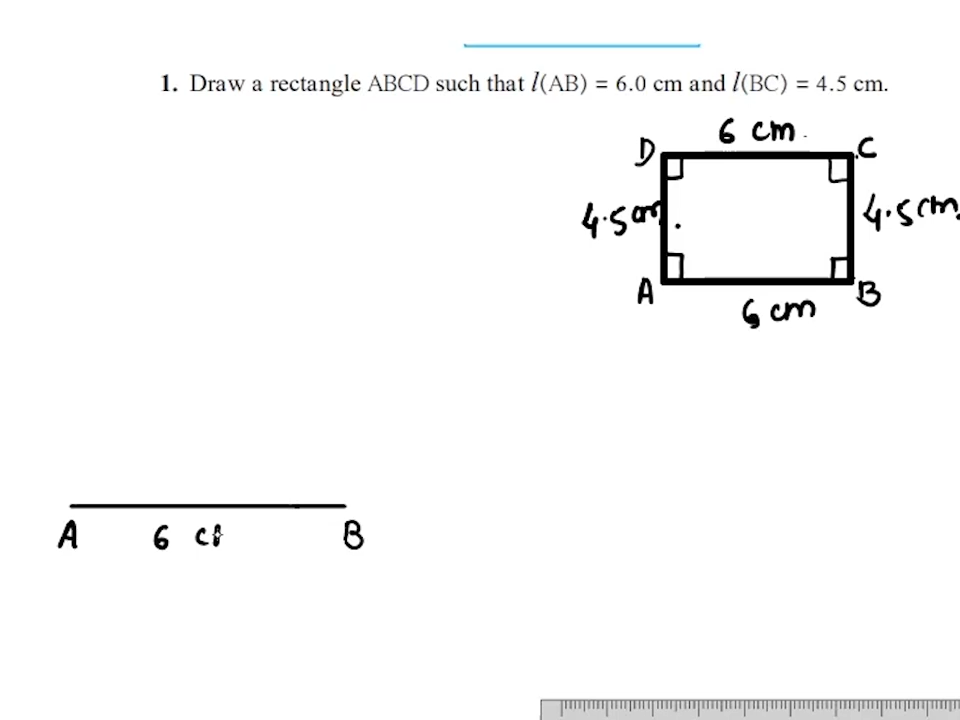 1. Draw a rectangle ABCD such that l(AB) = 6.0 cm and l(BC) = 4.5 cm.
6 cm
D C
4.5 cm 4.5 cm
A B
6 cm
A 6 B